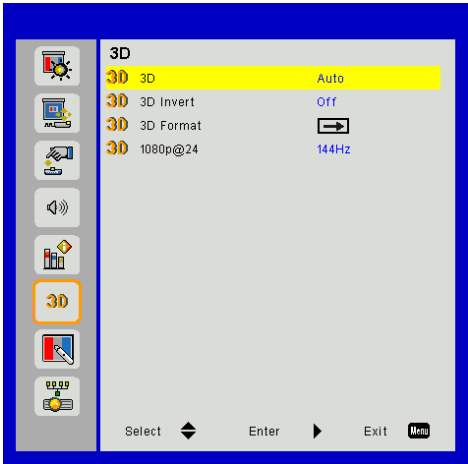 3D
3D 3D Auto
3D 3D Invert Off
3D 3D Format
3D 1080p@24 144Hz
3D
Select Enter Exit Menu